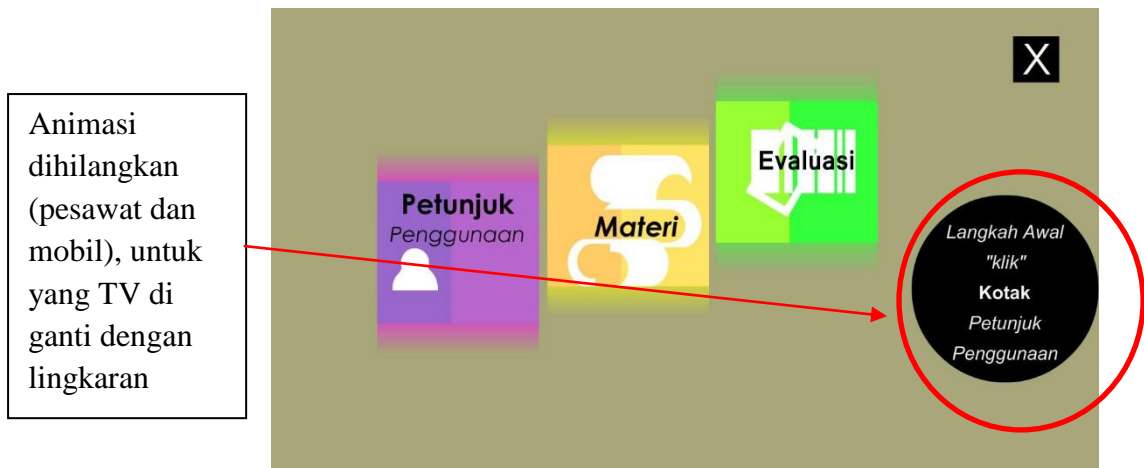 Animasi
dihilangkan
(pesawat dan
mobil), untuk
yang TV di
ganti dengan
lingkaran
X
Petunjuk
Penggunaan
Materi
Evaluasi
Langkah Awal
"klik"
Kotak
Petunjuk
Penggunaan